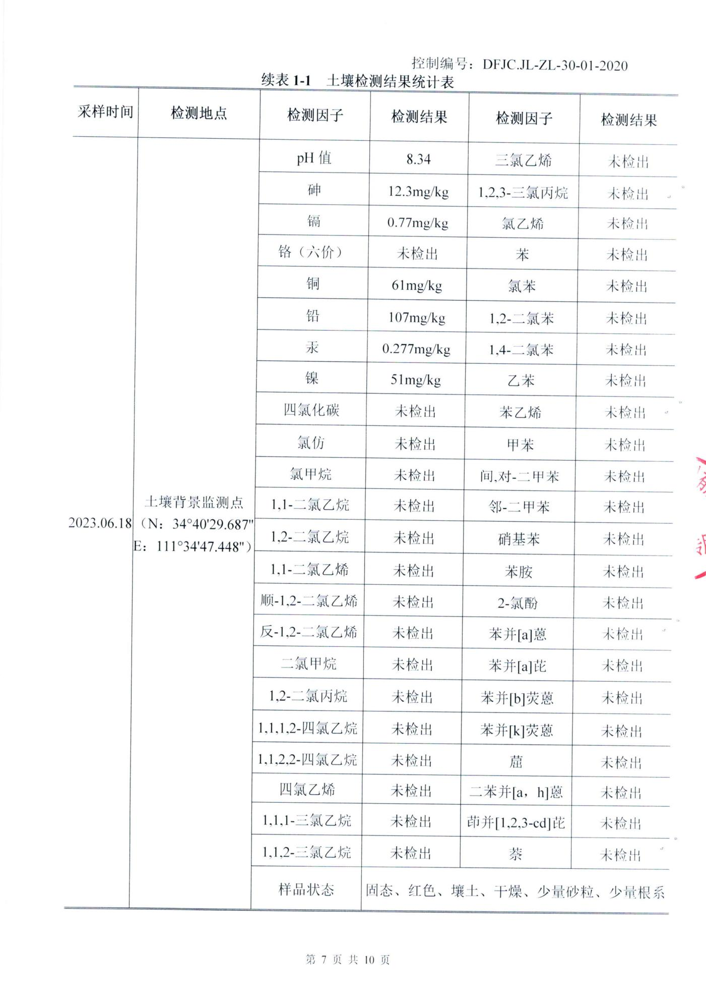 控制编号：DFJC.JL-ZL-30-01-2020
续表 1-1 土壤检测结果统计表
采样时间 检测地点 检测因子 检测结果 检测因子 检测结果
pH 值 8.34 三氯乙烯 未检出
砷 12.3mg/kg 1,2,3-三氯丙烷 未检出
镉 0.77mg/kg 氯乙烯 未检出
铬（六价） 未检出 苯 未检出
铜 61mg/kg 氯苯 未检出
铅 107mg/kg 1,2-二氯苯 未检出
汞 0.277mg/kg 1,4-二氯苯 未检出
镍 51mg/kg 乙苯 未检出
四氯化碳 未检出 苯乙烯 未检出
氯仿 未检出 甲苯 未检出
氯甲烷 未检出 间,对-二甲苯 未检出
土壤背景监测点 1,1-二氯乙烷 未检出 邻-二甲苯 未检出
2023.06.18 （N：34°40'29.687"
E：111°34'47.448"） 1,2-二氯乙烷 未检出 硝基苯 未检出
1,1-二氯乙烯 未检出 苯胺 未检出
顺-1,2-二氯乙烯 未检出 2-氯酚 未检出
反-1,2-二氯乙烯 未检出 苯并[a]蒽 未检出
二氯甲烷 未检出 苯并[a]芘 未检出
1,2-二氯丙烷 未检出 苯并[b]荧蒽 未检出
1,1,1,2-四氯乙烷 未检出 苯并[k]荧蒽 未检出
1,1,2,2-四氯乙烷 未检出 䓛 未检出
四氯乙烯 未检出 二苯并[a，h]蒽 未检出
1,1,1-三氯乙烷 未检出 茚并[1,2,3-cd]芘 未检出
1,1,2-三氯乙烷 未检出 萘 未检出
样品状态 固态、红色、壤土、干燥、少量砂粒、少量根系
第 7 页 共 10 页